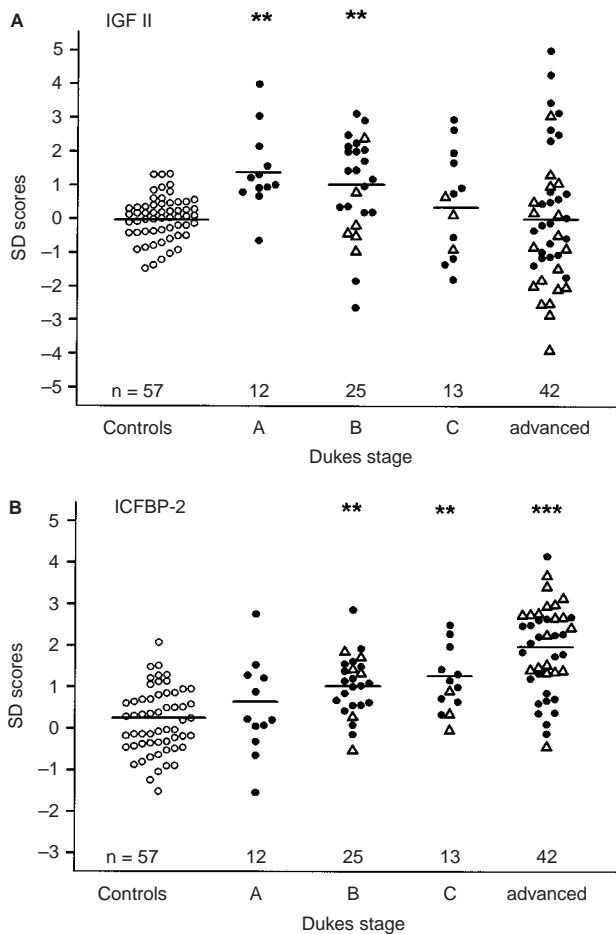 A
IGF II
** **
5
4
3
2
1
0
–1
–2
–3
–4
–5
SD scores
n = 57 12 25 13 42
Controls A B C advanced
Dukes stage
B
ICFBP-2
** ** ***
5
4
3
2
1
0
–1
–2
–3
SD scores
n = 57 12 25 13 42
Controls A B C advanced
Dukes stage